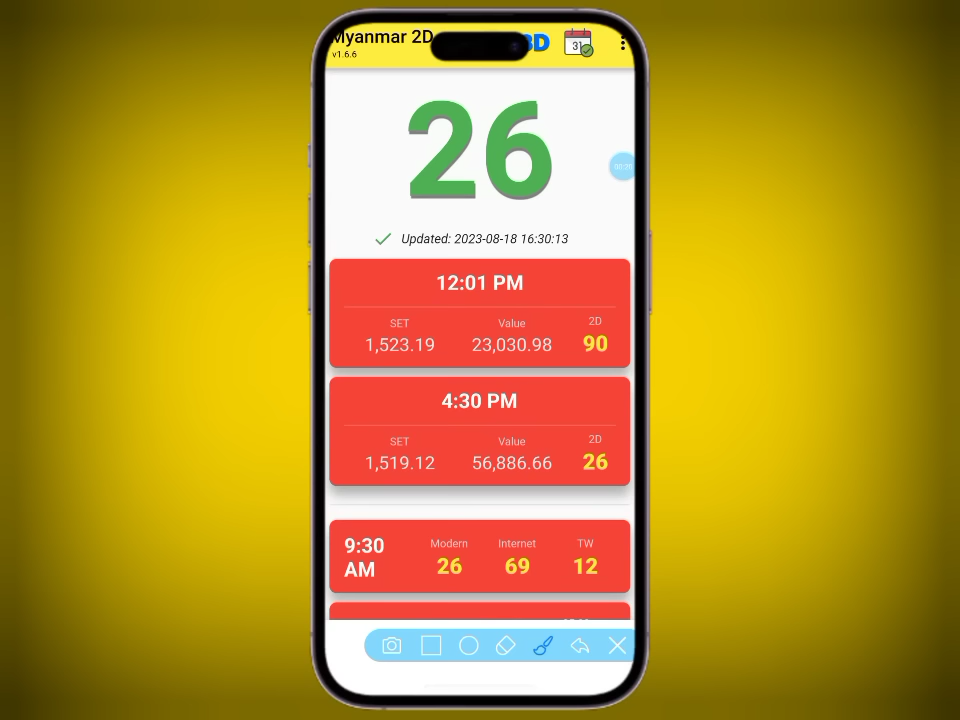 Myanmar 2D
3D
31
v1.6.6
26
Updated: 2023-08-18 16:30:13
12:01 PM
SET Value 2D
1,523.19 23,030.98 90
4:30 PM
SET Value 2D
1,519.12 56,886.66 26
9:30 AM
Modern Internet TW
26 69 12